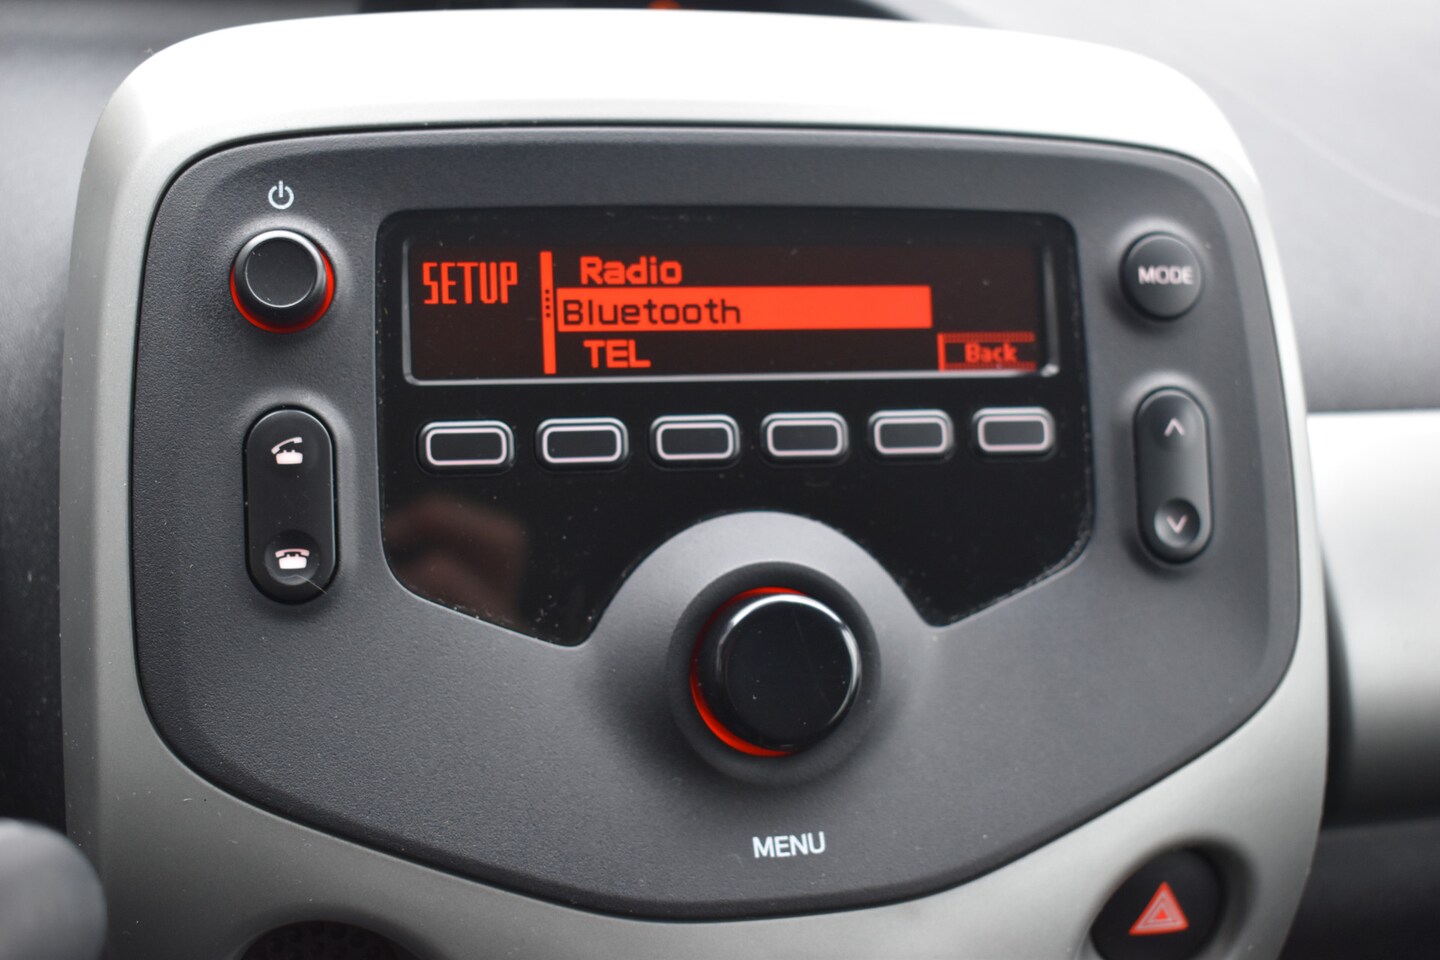 SETUP
Radio
Bluetooth
TEL
Back
MODE
MENU